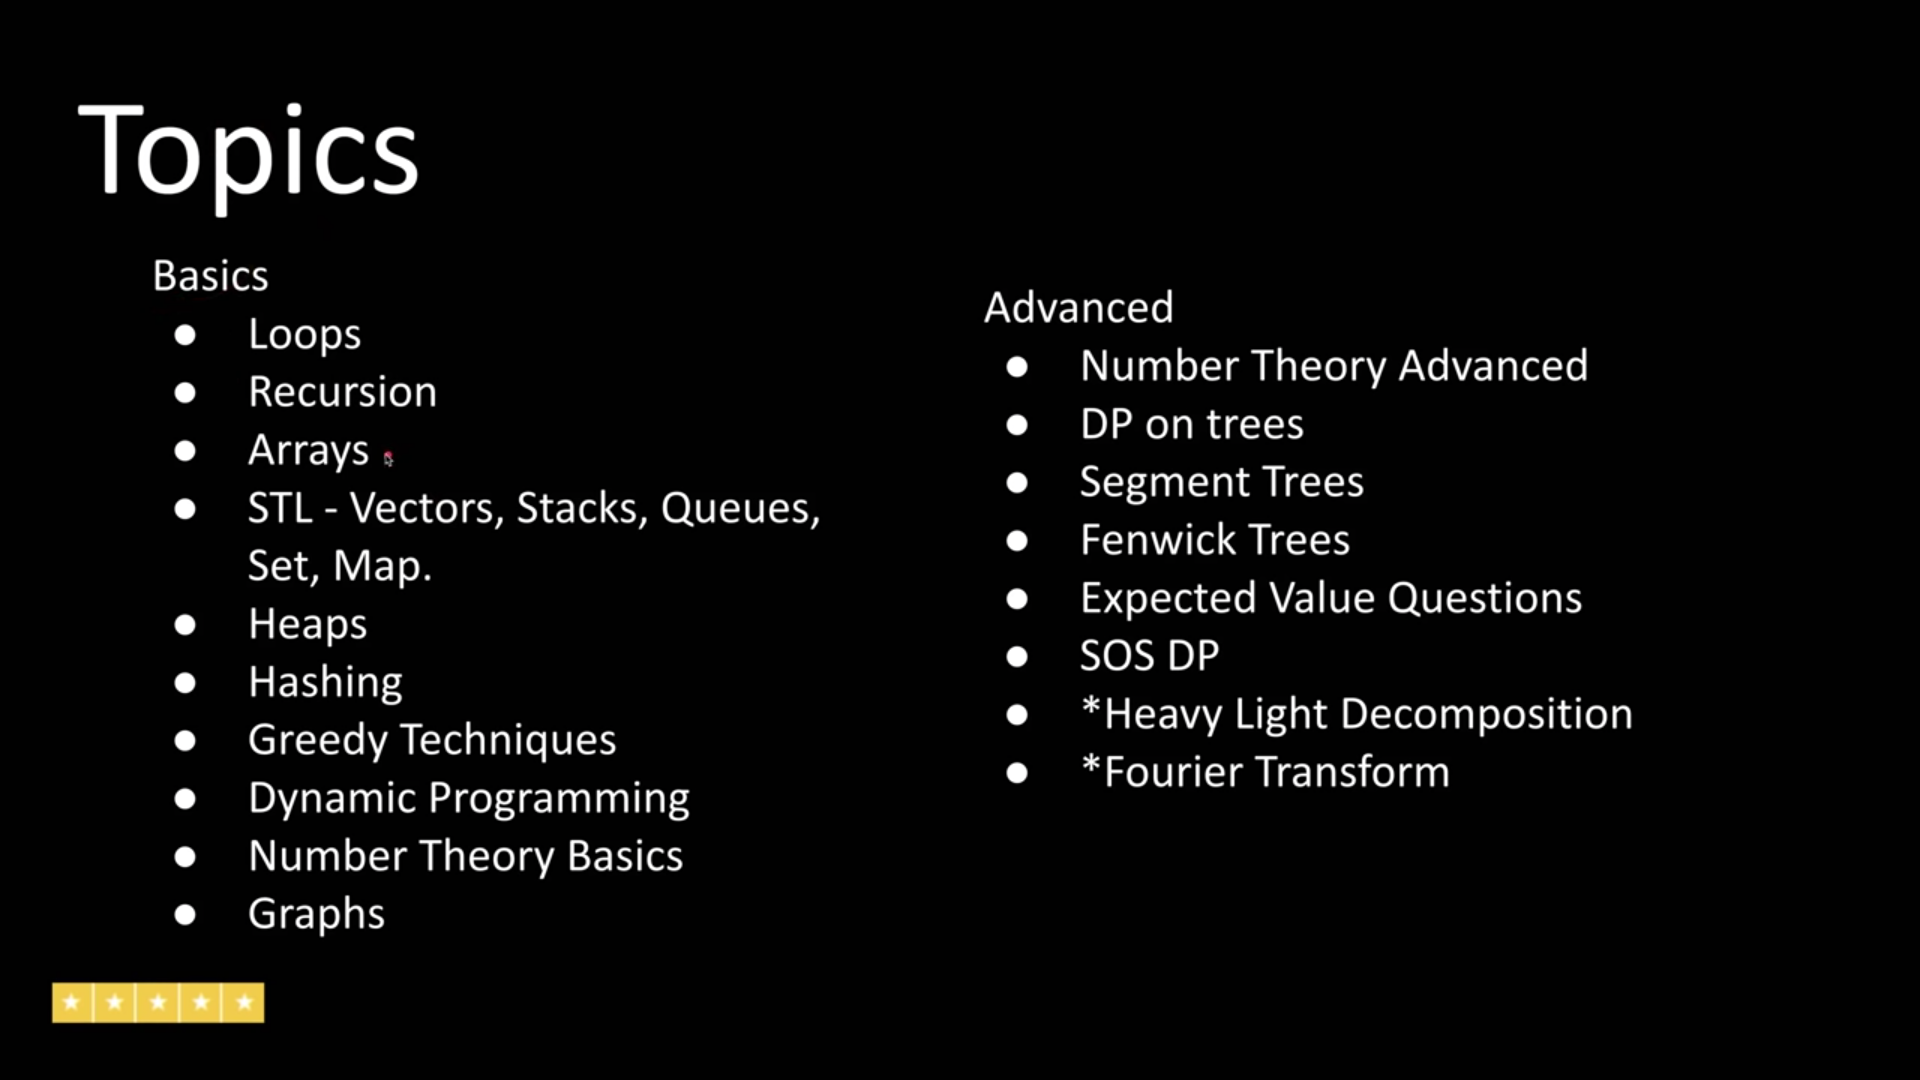 Topics
Basics
● Loops
● Recursion
● Arrays
● STL - Vectors, Stacks, Queues,
Set, Map.
● Heaps
● Hashing
● Greedy Techniques
● Dynamic Programming
● Number Theory Basics
● Graphs
Advanced
● Number Theory Advanced
● DP on trees
● Segment Trees
● Fenwick Trees
● Expected Value Questions
● SOS DP
● *Heavy Light Decomposition
● *Fourier Transform